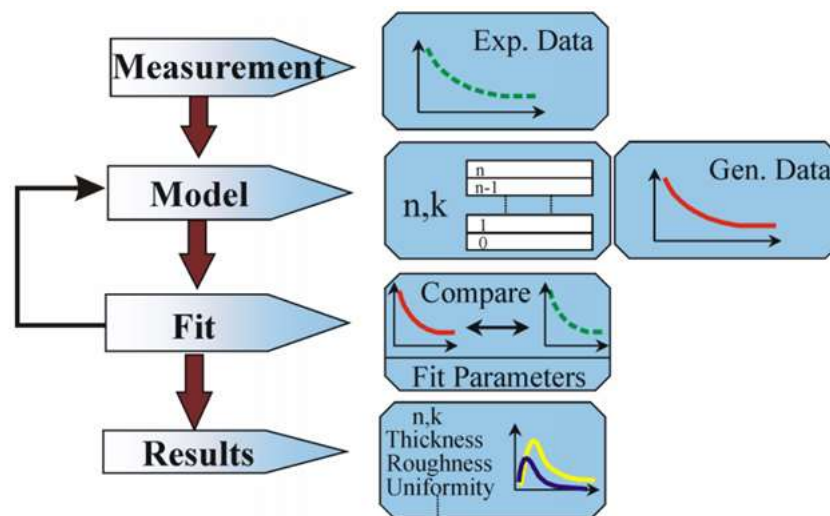 Measurement
Exp. Data
Model
n,k
n
n-1
1
0
Gen. Data
Fit
Compare
Fit Parameters
Results
n,k
Thickness
Roughness
Uniformity